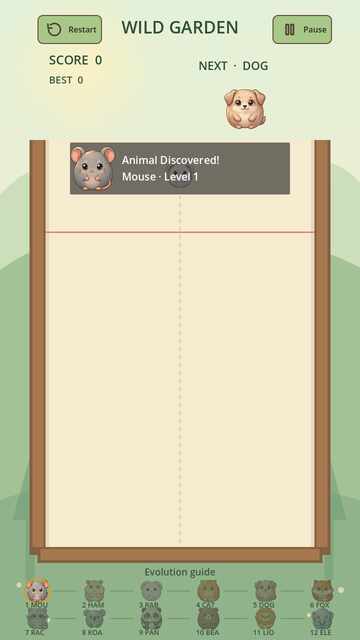 Restart
WILD GARDEN
Pause
SCORE 0
BEST 0
NEXT · DOG
Animal Discovered!
Mouse · Level 1
Evolution guide
1 MOU
2 HAM
3 RAB
4 CAT
5 DOG
6 FOX
7 RAC
8 KOA
9 PAN
10 BEA
11 LIO
12 ELE